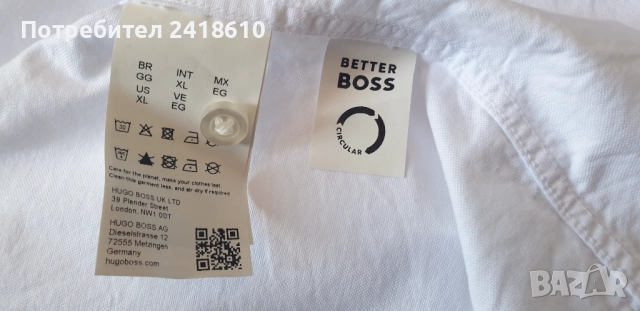 Потребител 2418610
BR
GG
US
XL
INT
XL
VE
EG
MX
EG
BETTER
BOSS
CIRCULAR
Care for the planet, make your clothes last.
Clean this garment less, and air dry if required.
HUGO BOSS UK LTD
39 Plender Street
London, NW1 0DT
HUGO BOSS AG
Dieselstrasse 12
72555 Metzingen
Germany
hugoboss.com
BAZAR
bg